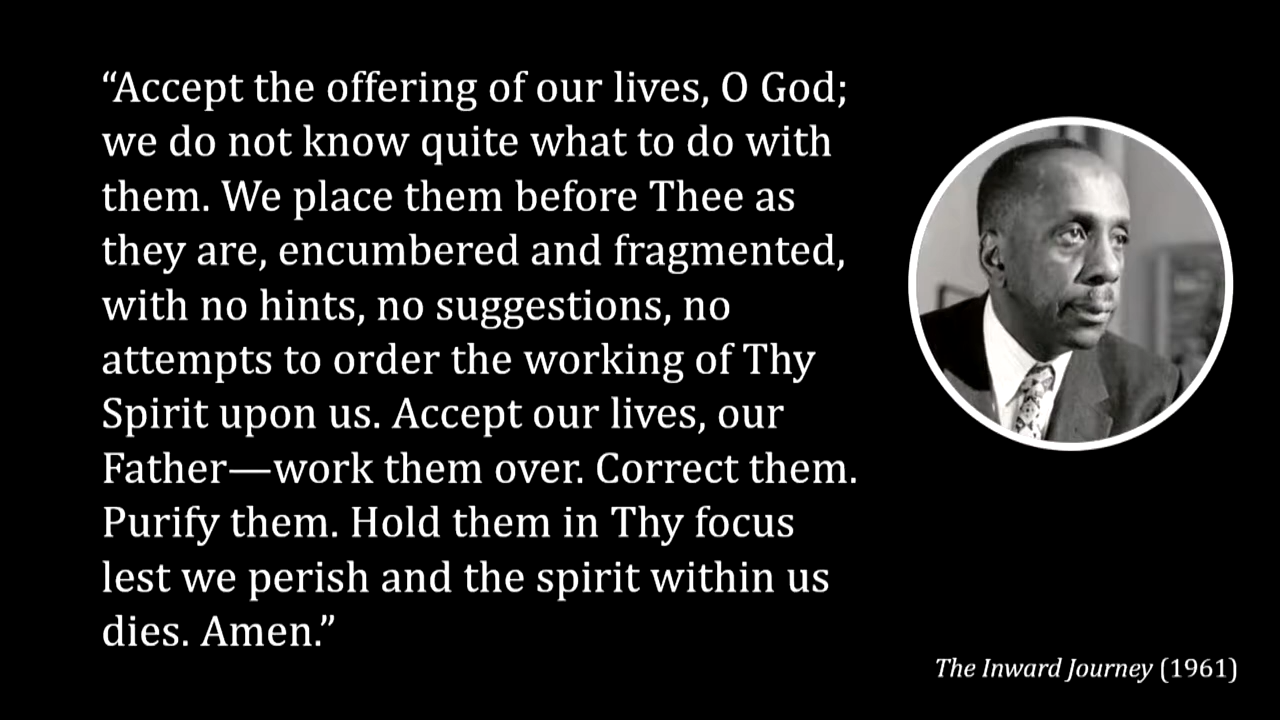 “Accept the offering of our lives, O God;
we do not know quite what to do with
them. We place them before Thee as
they are, encumbered and fragmented,
with no hints, no suggestions, no
attempts to order the working of Thy
Spirit upon us. Accept our lives, our
Father—work them over. Correct them.
Purify them. Hold them in Thy focus
lest we perish and the spirit within us
dies. Amen.”
The Inward Journey (1961)